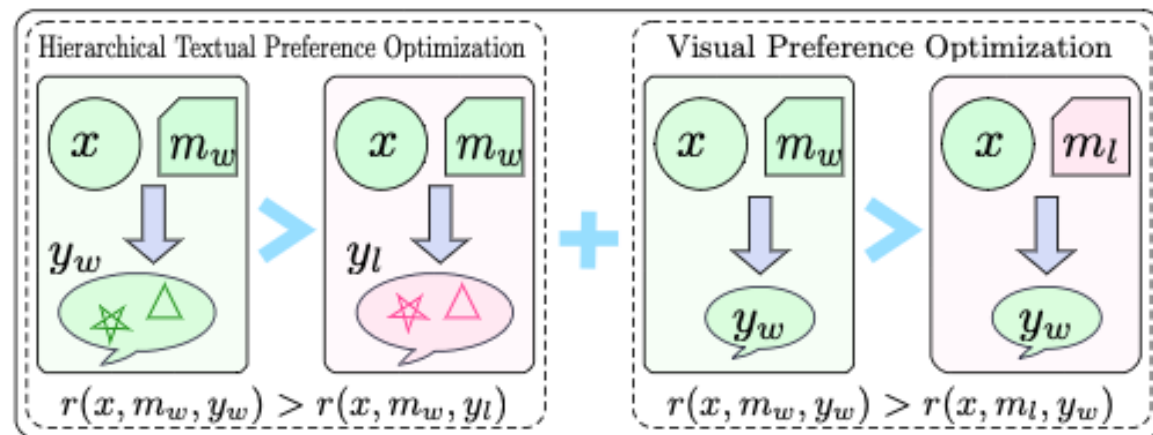 Hierarchical Textual Preference Optimization
x m_w
y_w
>
x m_w
y_l
r(x, m_w, y_w) > r(x, m_w, y_l)
+
Visual Preference Optimization
x m_w
y_w
>
x m_l
y_w
r(x, m_w, y_w) > r(x, m_l, y_w)